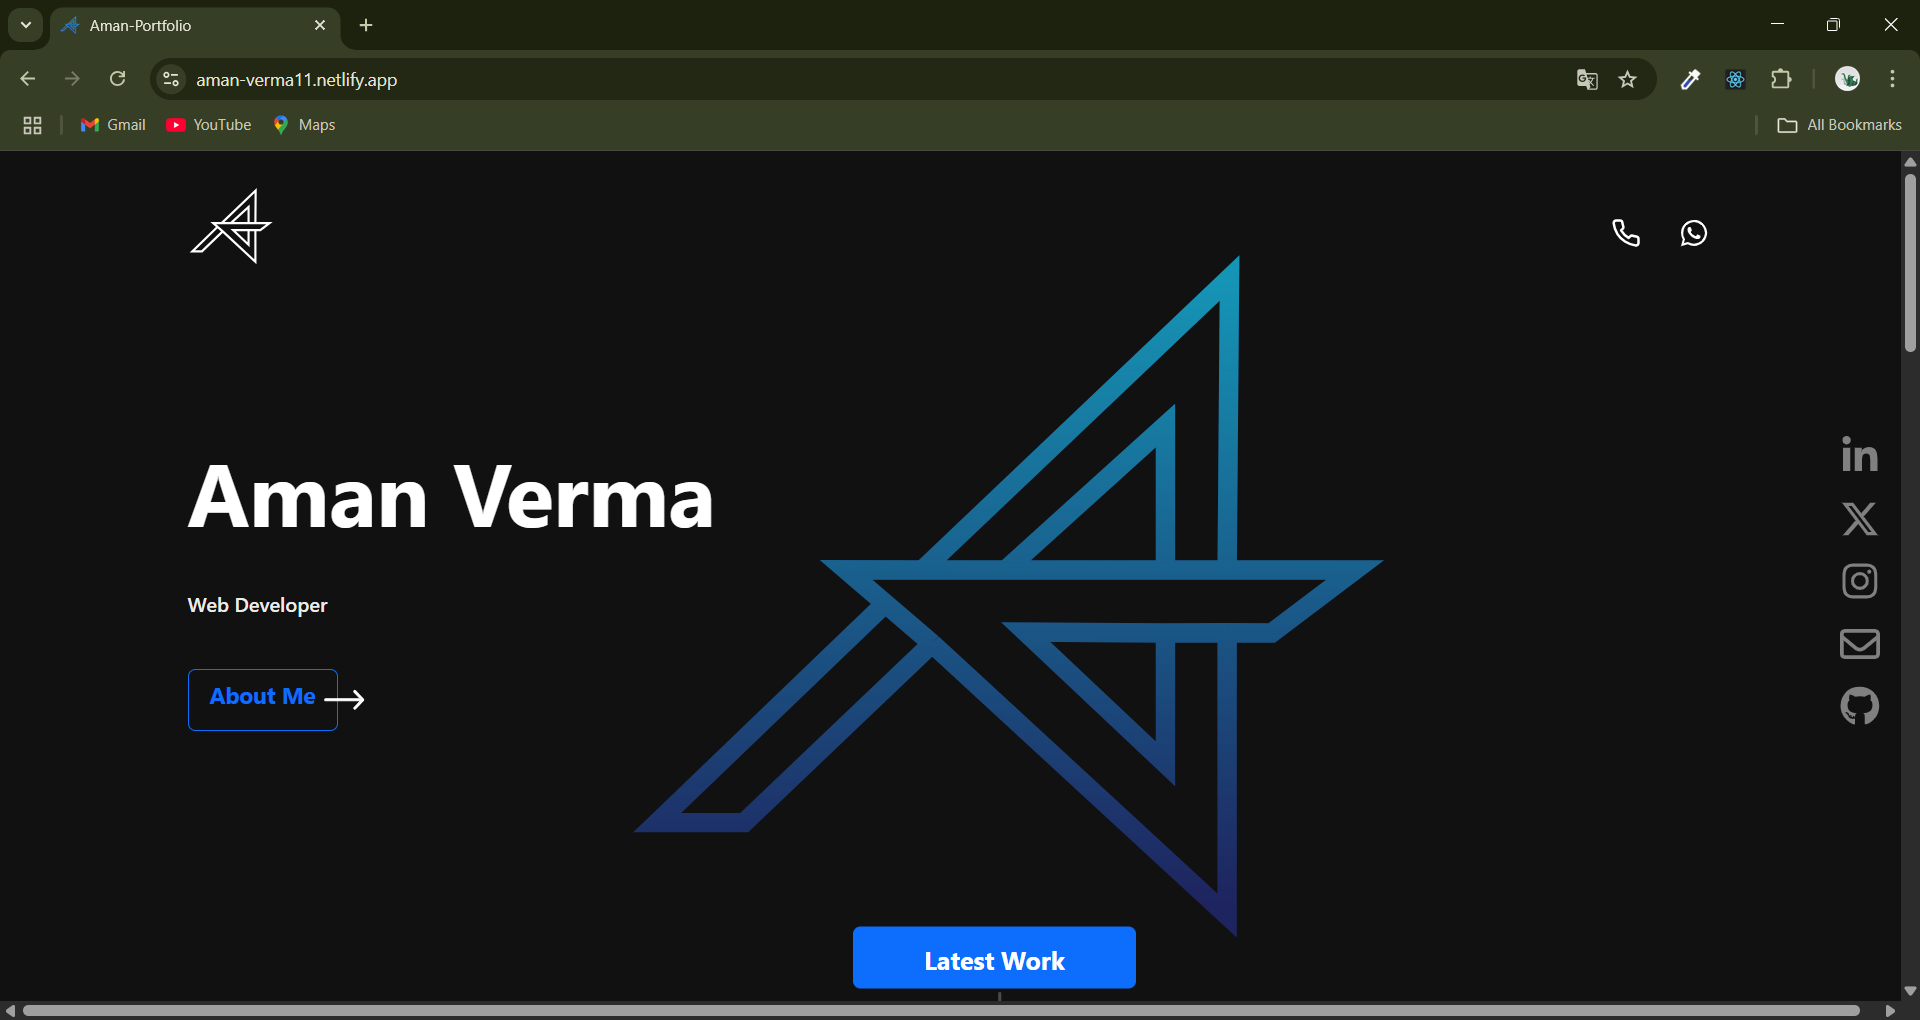 Aman-Portfolio
aman-verma11.netlify.app
Gmail
YouTube
Maps
All Bookmarks
Aman Verma
in
Web Developer
About Me
Latest Work